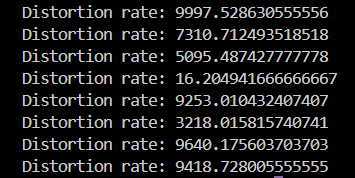 Distortion rate: 9997.528630555556
Distortion rate: 7310.712493518518
Distortion rate: 5095.487427777778
Distortion rate: 16.204941666666667
Distortion rate: 9253.010432407407
Distortion rate: 3218.015815740741
Distortion rate: 9640.175603703703
Distortion rate: 9418.728005555555